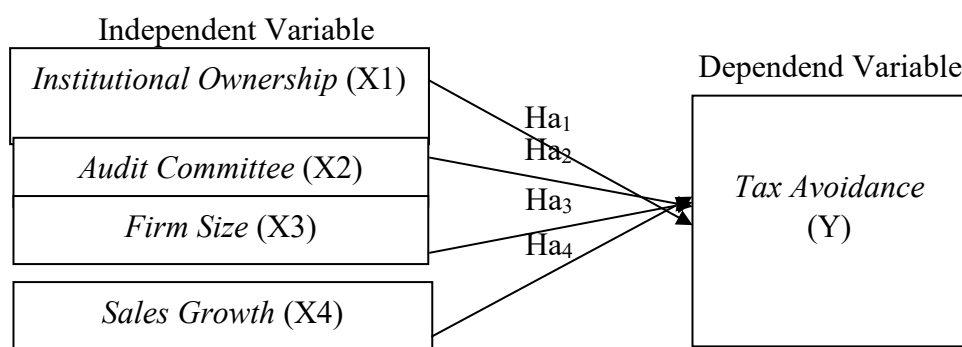 Independent Variable
Institutional Ownership (X1)
Dependend Variable
Ha₁
Ha₂
Audit Committee (X2)
Tax Avoidance
(Y)
Ha₃
Firm Size (X3)
Ha₄
Sales Growth (X4)